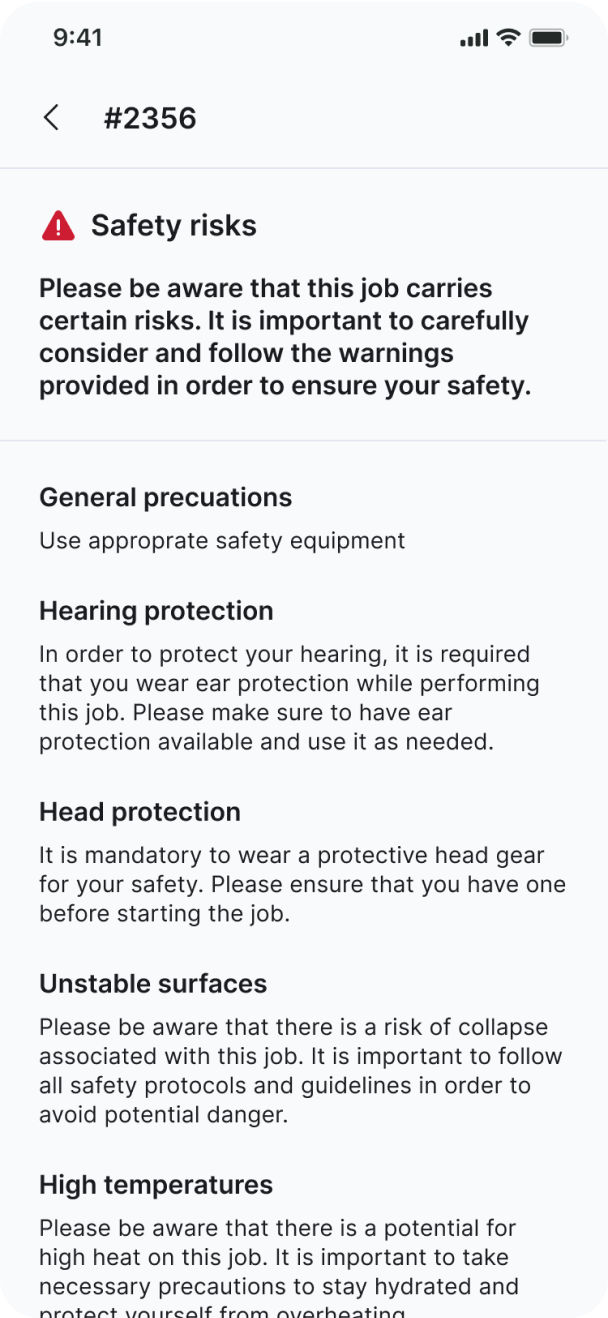 9:41
#2356
Safety risks
Please be aware that this job carries
certain risks. It is important to carefully
consider and follow the warnings
provided in order to ensure your safety.
General precuations
Use approprate safety equipment
Hearing protection
In order to protect your hearing, it is required
that you wear ear protection while performing
this job. Please make sure to have ear
protection available and use it as needed.
Head protection
It is mandatory to wear a protective head gear
for your safety. Please ensure that you have one
before starting the job.
Unstable surfaces
Please be aware that there is a risk of collapse
associated with this job. It is important to follow
all safety protocols and guidelines in order to
avoid potential danger.
High temperatures
Please be aware that there is a potential for
high heat on this job. It is important to take
necessary precautions to stay hydrated and
protect yourself from overheating